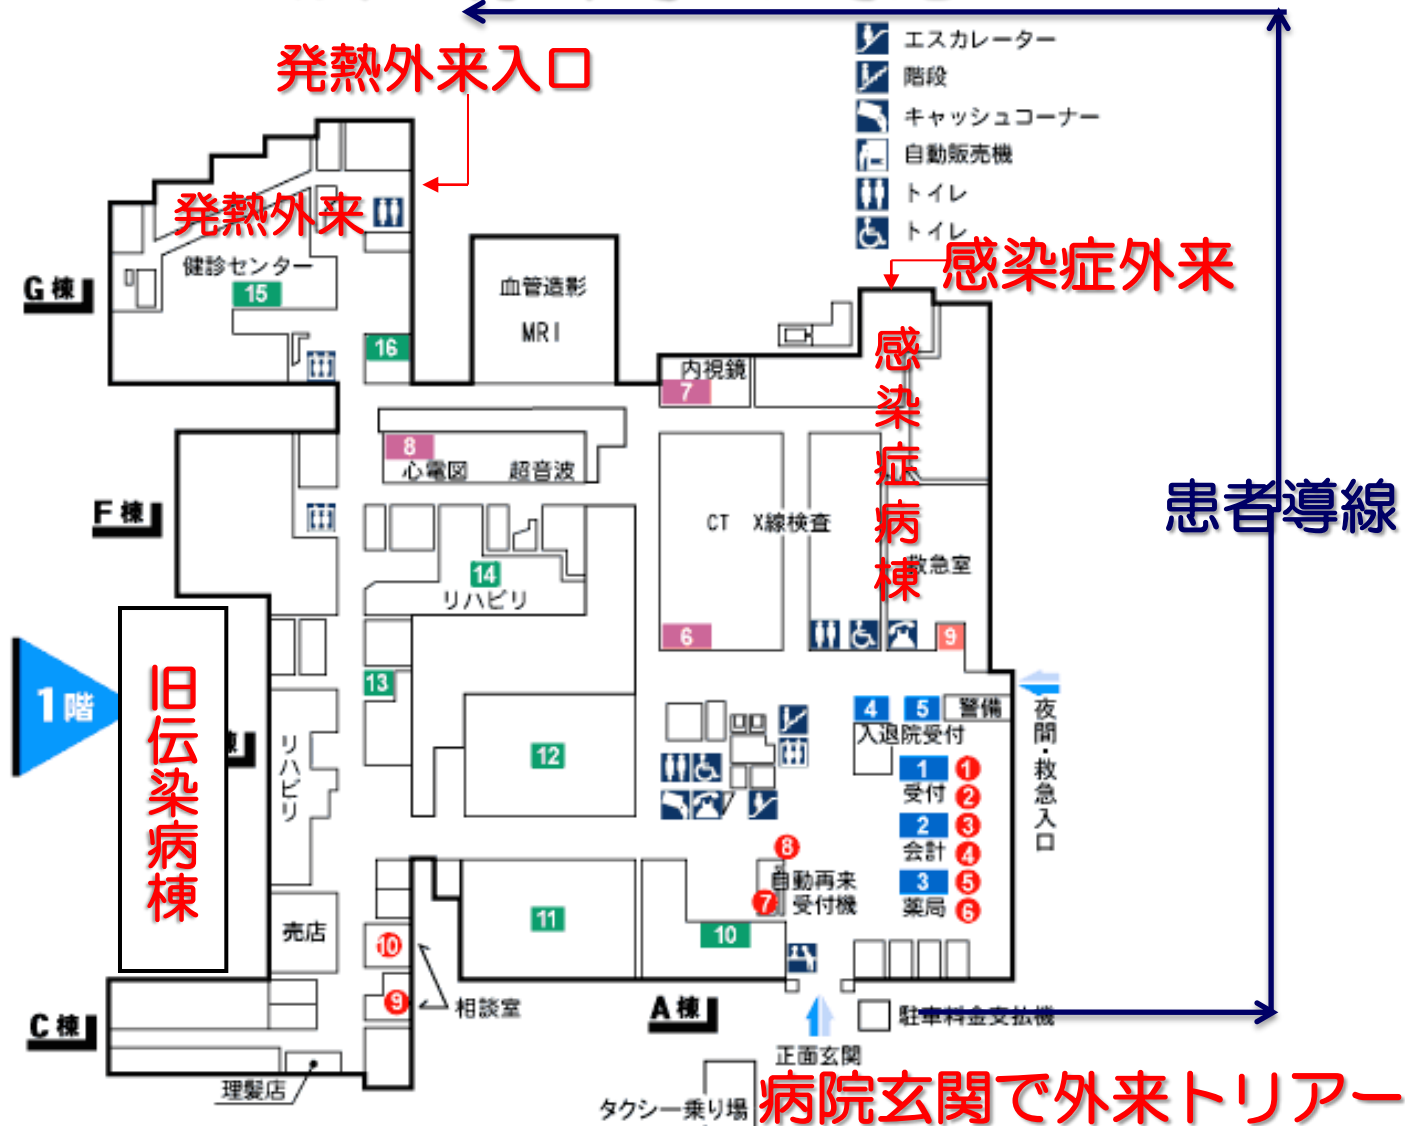 エスカレーター
発熱外来入口
階段
キャッシュコーナー
自動販売機
トイレ
発熱外来
トイレ
感染症外来
健診センター
G棟
15
血管造影
MRI
16
感染症病棟
内視鏡
7
8
心電図 超音波
患者導線
F棟
CT X線検査
救急室
14
リハビリ
6
9
旧伝染病棟
13
1階
4 5 警備
夜間・救急入口
入退院受付
棟
リハビリ
12
1 1
受付 2
2 3
会計 4
8
3 5
自動再来
受付機
7
薬局 6
11
10
売店
10
9
相談室
A棟
C棟
駐車料金支払機
正面玄関
理髪店
タクシー乗り場
病院玄関で外来トリアー